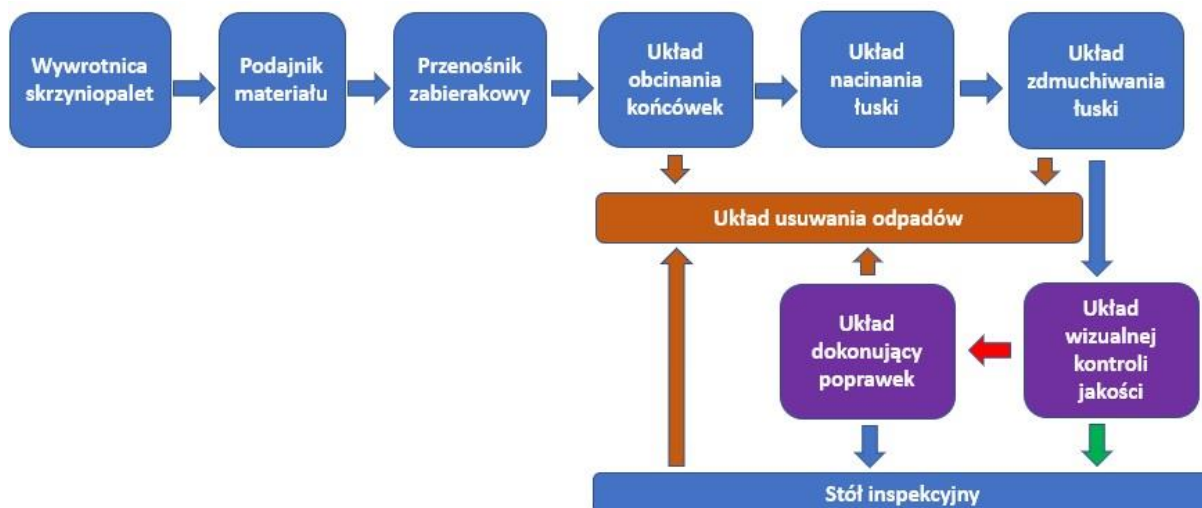 Wywrotnica
skrzyniopalet
Podajnik
materiału
Przenośnik
zabierakowy
Układ
obcinania
końcówek
Układ
nacinania
łuski
Układ
zdmuchiwania
łuski
Układ usuwania odpadów
Układ
dokonujący
poprawek
Układ
wizualnej
kontroli
jakości
Stół inspekcyjny